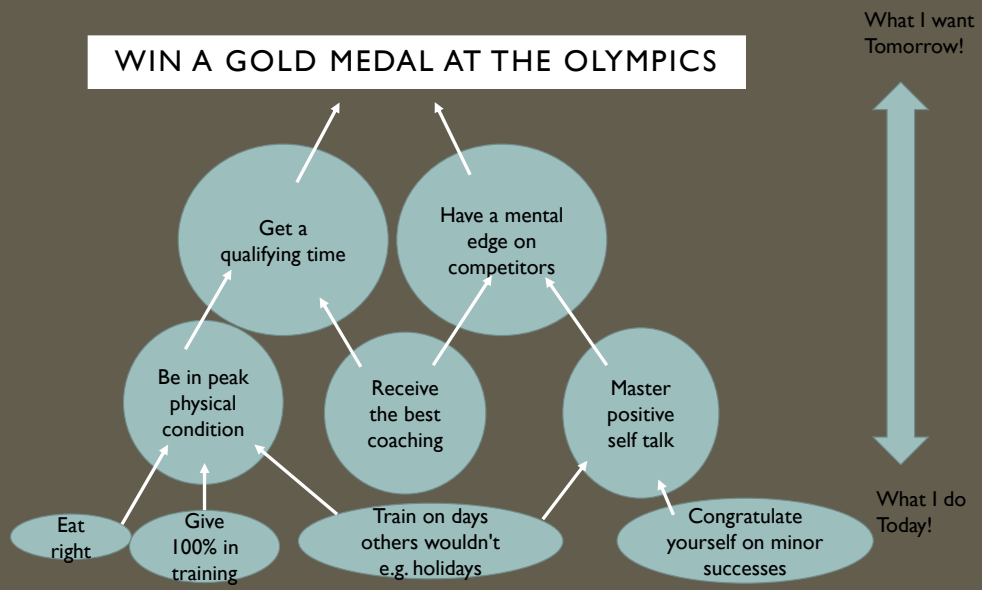 What I want
Tomorrow!
WIN A GOLD MEDAL AT THE OLYMPICS
Get a
qualifying time
Have a mental
edge on
competitors
Be in peak
physical
condition
Receive
the best
coaching
Master
positive
self talk
What I do
Today!
Eat
right
Give
100% in
training
Train on days
others wouldn't
e.g. holidays
Congratulate
yourself on minor
successes